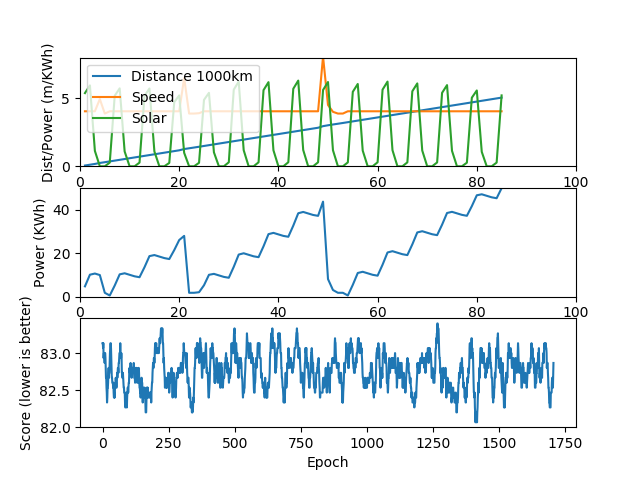 Dist/Power (m/KWh)
5
0
Distance 1000km
Speed
Solar
0 20 40 60 80 100
Power (KWh)
40
20
0
0 20 40 60 80 100
Score (lower is better)
83.0
82.5
82.0
0 250 500 750 1000 1250 1500 1750
Epoch